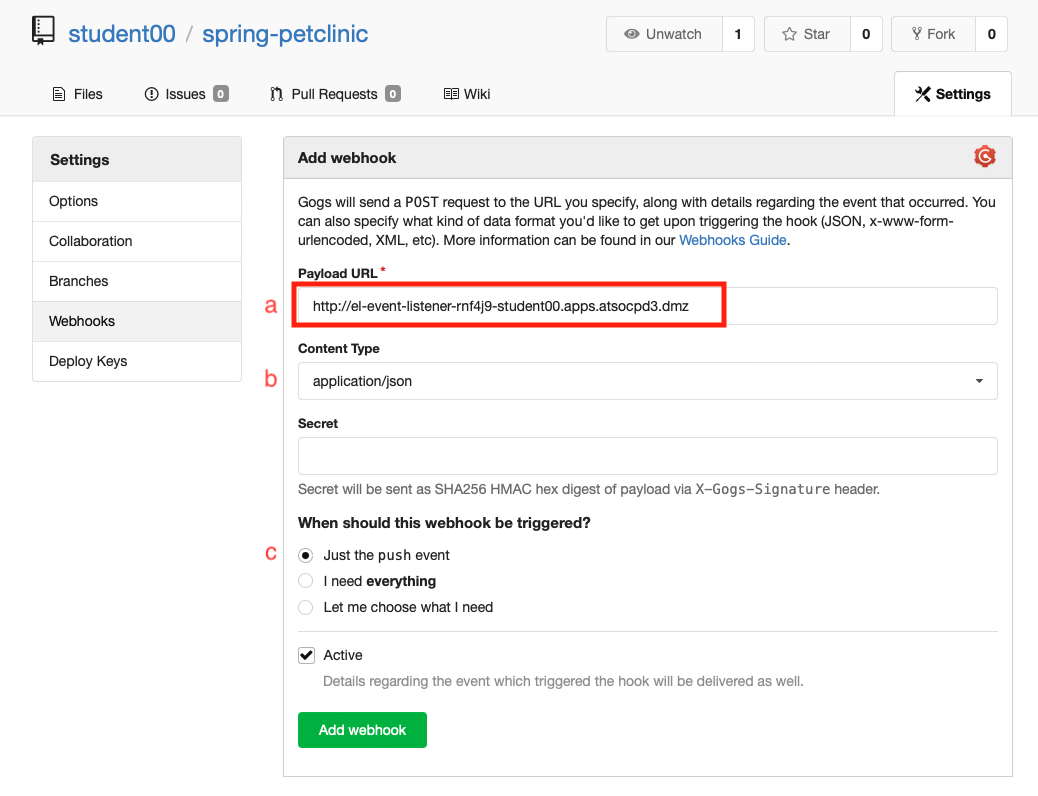 student00 / spring-petclinic
Unwatch 1 Star 0 Fork 0
Files Issues 0 Pull Requests 0 Wiki Settings
Settings
Options
Collaboration
Branches
Webhooks
Deploy Keys
Add webhook
Gogs will send a POST request to the URL you specify, along with details regarding the event that occurred. You
can also specify what kind of data format you'd like to get upon triggering the hook (JSON, x-www-form-
urlencoded, XML, etc). More information can be found in our Webhooks Guide.
Payload URL *
a http://el-event-listener-rnf4j9-student00.apps.atsocpd3.dmz
Content Type
b application/json
Secret
Secret will be sent as SHA256 HMAC hex digest of payload via X-Gogs-Signature header.
When should this webhook be triggered?
c Just the push event
I need everything
Let me choose what I need
Active
Details regarding the event which triggered the hook will be delivered as well.
Add webhook